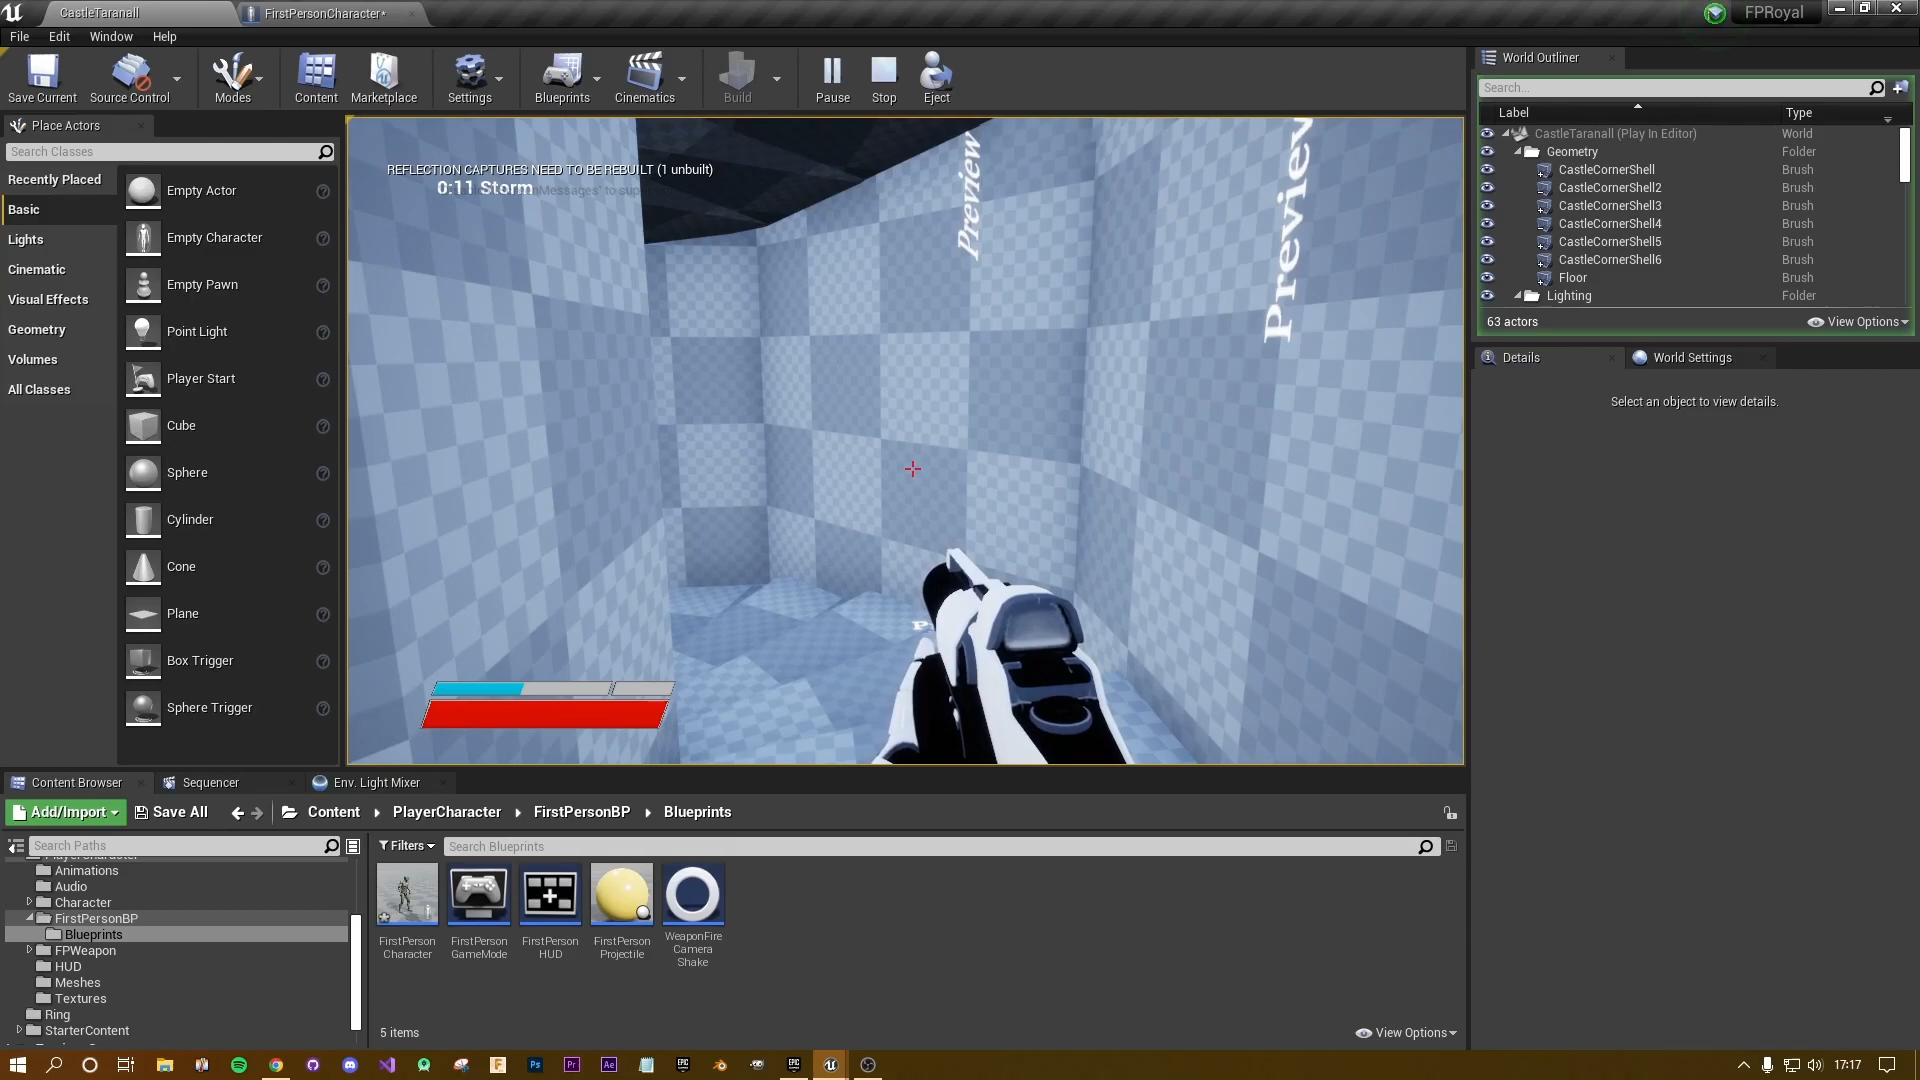 CastleTaranall
FirstPersonCharacter*
FPRoyal
File Edit Window Help
Save Current
Source Control
Modes
Content
Marketplace
Settings
Blueprints
Cinematics
Build
Pause
Stop
Eject
Place Actors
Search Classes
Recently Placed
Basic
Lights
Cinematic
Visual Effects
Geometry
Volumes
All Classes
Empty Actor
Empty Character
Empty Pawn
Point Light
Player Start
Cube
Sphere
Cylinder
Cone
Plane
Box Trigger
Sphere Trigger
REFLECTION CAPTURES NEED TO BE REBUILT (1 unbuilt)
0:11 Storm
Preview
Preview
World Outliner
Search...
Label Type
CastleTaranall (Play In Editor) World
Geometry Folder
CastleCornerShell Brush
CastleCornerShell2 Brush
CastleCornerShell3 Brush
CastleCornerShell4 Brush
CastleCornerShell5 Brush
CastleCornerShell6 Brush
Floor Brush
Lighting Folder
63 actors
View Options
Details
World Settings
Select an object to view details.
Content Browser
Sequencer
Env. Light Mixer
Add/Import
Save All
Content
PlayerCharacter
FirstPersonBP
Blueprints
Search Paths
PlayerCharacter
Animations
Audio
Character
FirstPersonBP
Blueprints
FPWeapon
HUD
Meshes
Textures
Ring
StarterContent
Filters
Search Blueprints
FirstPerson
Character
FirstPerson
GameMode
FirstPerson
HUD
FirstPerson
Projectile
WeaponFire
Camera
Shake
5 items
View Options
Ps
Pr
Ae
17:17